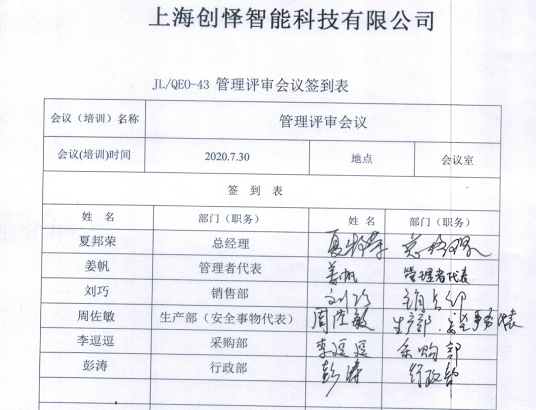 上海创怿智能科技有限公司
JL/QEO-43 管理评审会议签到表
会议（培训）名称 管理评审会议
会议(培训)时间 2020.7.30 地点 会议室
签 到 表
姓 名 部门（职务） 姓 名 部门（职务）
夏邦荣 总经理 夏邦荣 总经理
姜帆 管理者代表 姜帆 管理者代表
刘巧 销售部 刘巧 销售部
周佐敏 生产部（安全事物代表） 周佐敏 生产部.安全事务代表
李逗逗 采购部 李逗逗 采购部
彭涛 行政部 彭涛 行政部